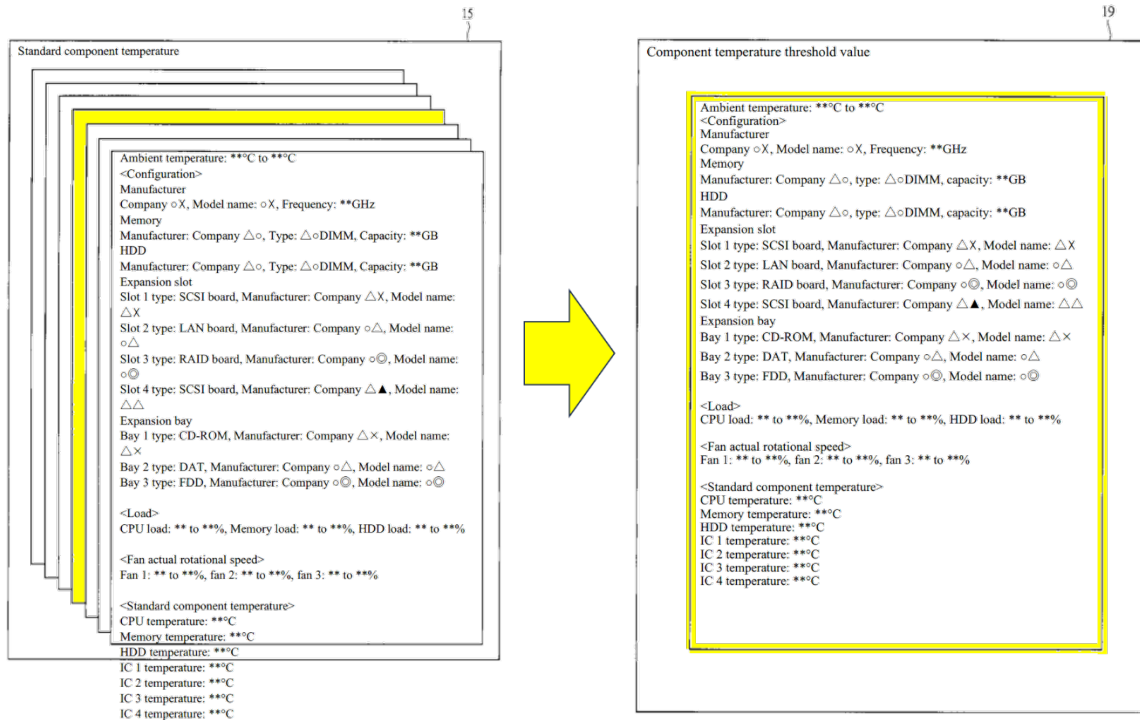 15
Standard component temperature
Ambient temperature: **°C to **°C
<Configuration>
Manufacturer
Company ○X, Model name: ○X, Frequency: **GHz
Memory
Manufacturer: Company △○, Type: △○DIMM, Capacity: **GB
HDD
Manufacturer: Company △○, Type: △○DIMM, Capacity: **GB
Expansion slot
Slot 1 type: SCSI board, Manufacturer: Company △X, Model name:
△X
Slot 2 type: LAN board, Manufacturer: Company ○△, Model name:
○△
Slot 3 type: RAID board, Manufacturer: Company ○◎, Model name:
○◎
Slot 4 type: SCSI board, Manufacturer: Company △▲, Model name:
△△
Expansion bay
Bay 1 type: CD-ROM, Manufacturer: Company △×, Model name:
△×
Bay 2 type: DAT, Manufacturer: Company ○△, Model name: ○△
Bay 3 type: FDD, Manufacturer: Company ○◎, Model name: ○◎
<Load>
CPU load: ** to **%, Memory load: ** to **%, HDD load: ** to **%
<Fan actual rotational speed>
Fan 1: ** to **%, fan 2: ** to **%, fan 3: ** to **%
<Standard component temperature>
CPU temperature: **°C
Memory temperature: **°C
HDD temperature: **°C
IC 1 temperature: **°C
IC 2 temperature: **°C
IC 3 temperature: **°C
IC 4 temperature: **°C
19
Component temperature threshold value
Ambient temperature: **°C to **°C
<Configuration>
Manufacturer
Company ○X, Model name: ○X, Frequency: **GHz
Memory
Manufacturer: Company △○, type: △○DIMM, capacity: **GB
HDD
Manufacturer: Company △○, type: △○DIMM, capacity: **GB
Expansion slot
Slot 1 type: SCSI board, Manufacturer: Company △X, Model name: △X
Slot 2 type: LAN board, Manufacturer: Company ○△, Model name: ○△
Slot 3 type: RAID board, Manufacturer: Company ○◎, Model name: ○◎
Slot 4 type: SCSI board, Manufacturer: Company △▲, Model name: △△
Expansion bay
Bay 1 type: CD-ROM, Manufacturer: Company △×, Model name: △×
Bay 2 type: DAT, Manufacturer: Company ○△, Model name: ○△
Bay 3 type: FDD, Manufacturer: Company ○◎, Model name: ○◎
<Load>
CPU load: ** to **%, Memory load: ** to **%, HDD load: ** to **%
<Fan actual rotational speed>
Fan 1: ** to **%, fan 2: ** to **%, fan 3: ** to **%
<Standard component temperature>
CPU temperature: **°C
Memory temperature: **°C
HDD temperature: **°C
IC 1 temperature: **°C
IC 2 temperature: **°C
IC 3 temperature: **°C
IC 4 temperature: **°C